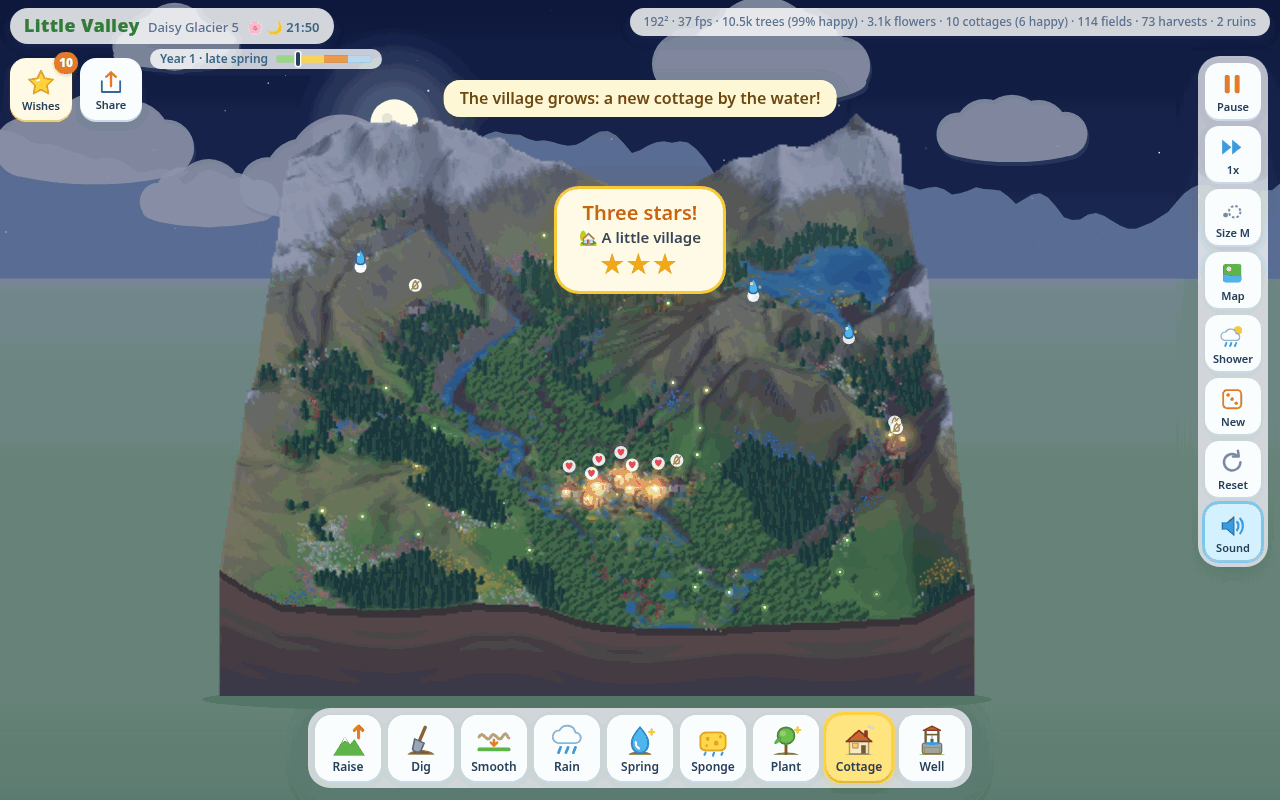 Little Valley Daisy Glacier 5 21:50
192² · 37 fps · 10.5k trees (99% happy) · 3.1k flowers · 10 cottages (6 happy) · 114 fields · 73 harvests · 2 ruins
Year 1 · late spring
10
Wishes
Share
The village grows: a new cottage by the water!
Three stars!
A little village
Pause
1x
Size M
Map
Shower
New
Reset
Sound
Raise
Dig
Smooth
Rain
Spring
Sponge
Plant
Cottage
Well